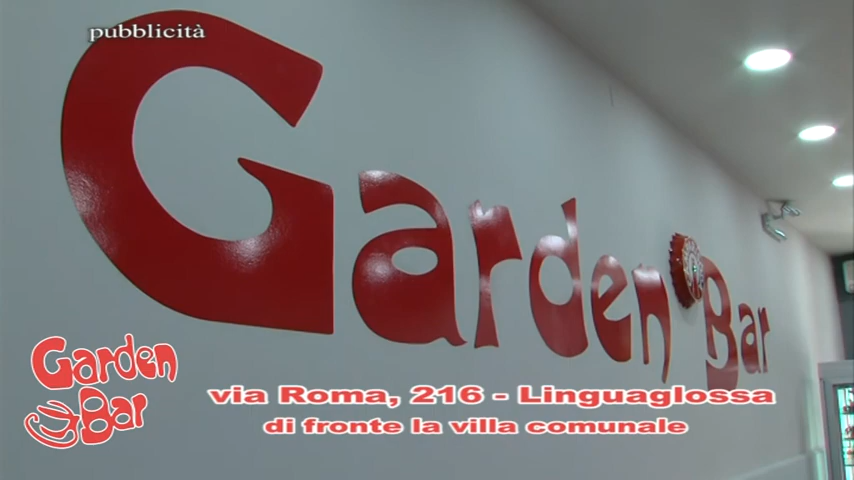 pubblicità
Garden Bar
Garden
Bar
via Roma, 216 - Linguaglossa
di fronte la villa comunale